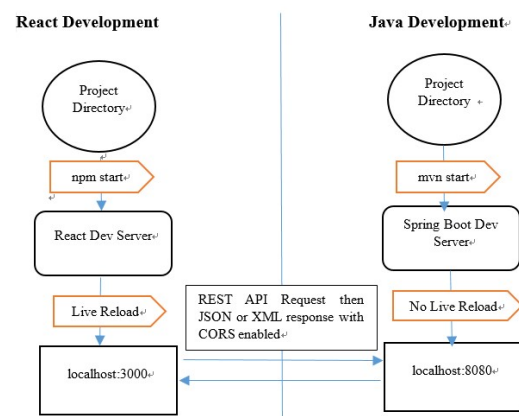 React Development
Java Development
Project
Directory
npm start
React Dev Server
Live Reload
localhost:3000
REST API Request then
JSON or XML response with
CORS enabled
Project
Directory
mvn start
Spring Boot Dev
Server
No Live Reload
localhost:8080